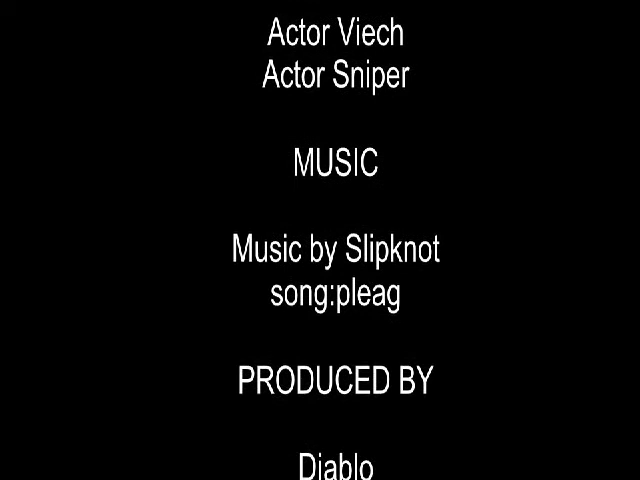 Actor Viech
Actor Sniper
MUSIC
Music by Slipknot
song:pleag
PRODUCED BY
Diablo